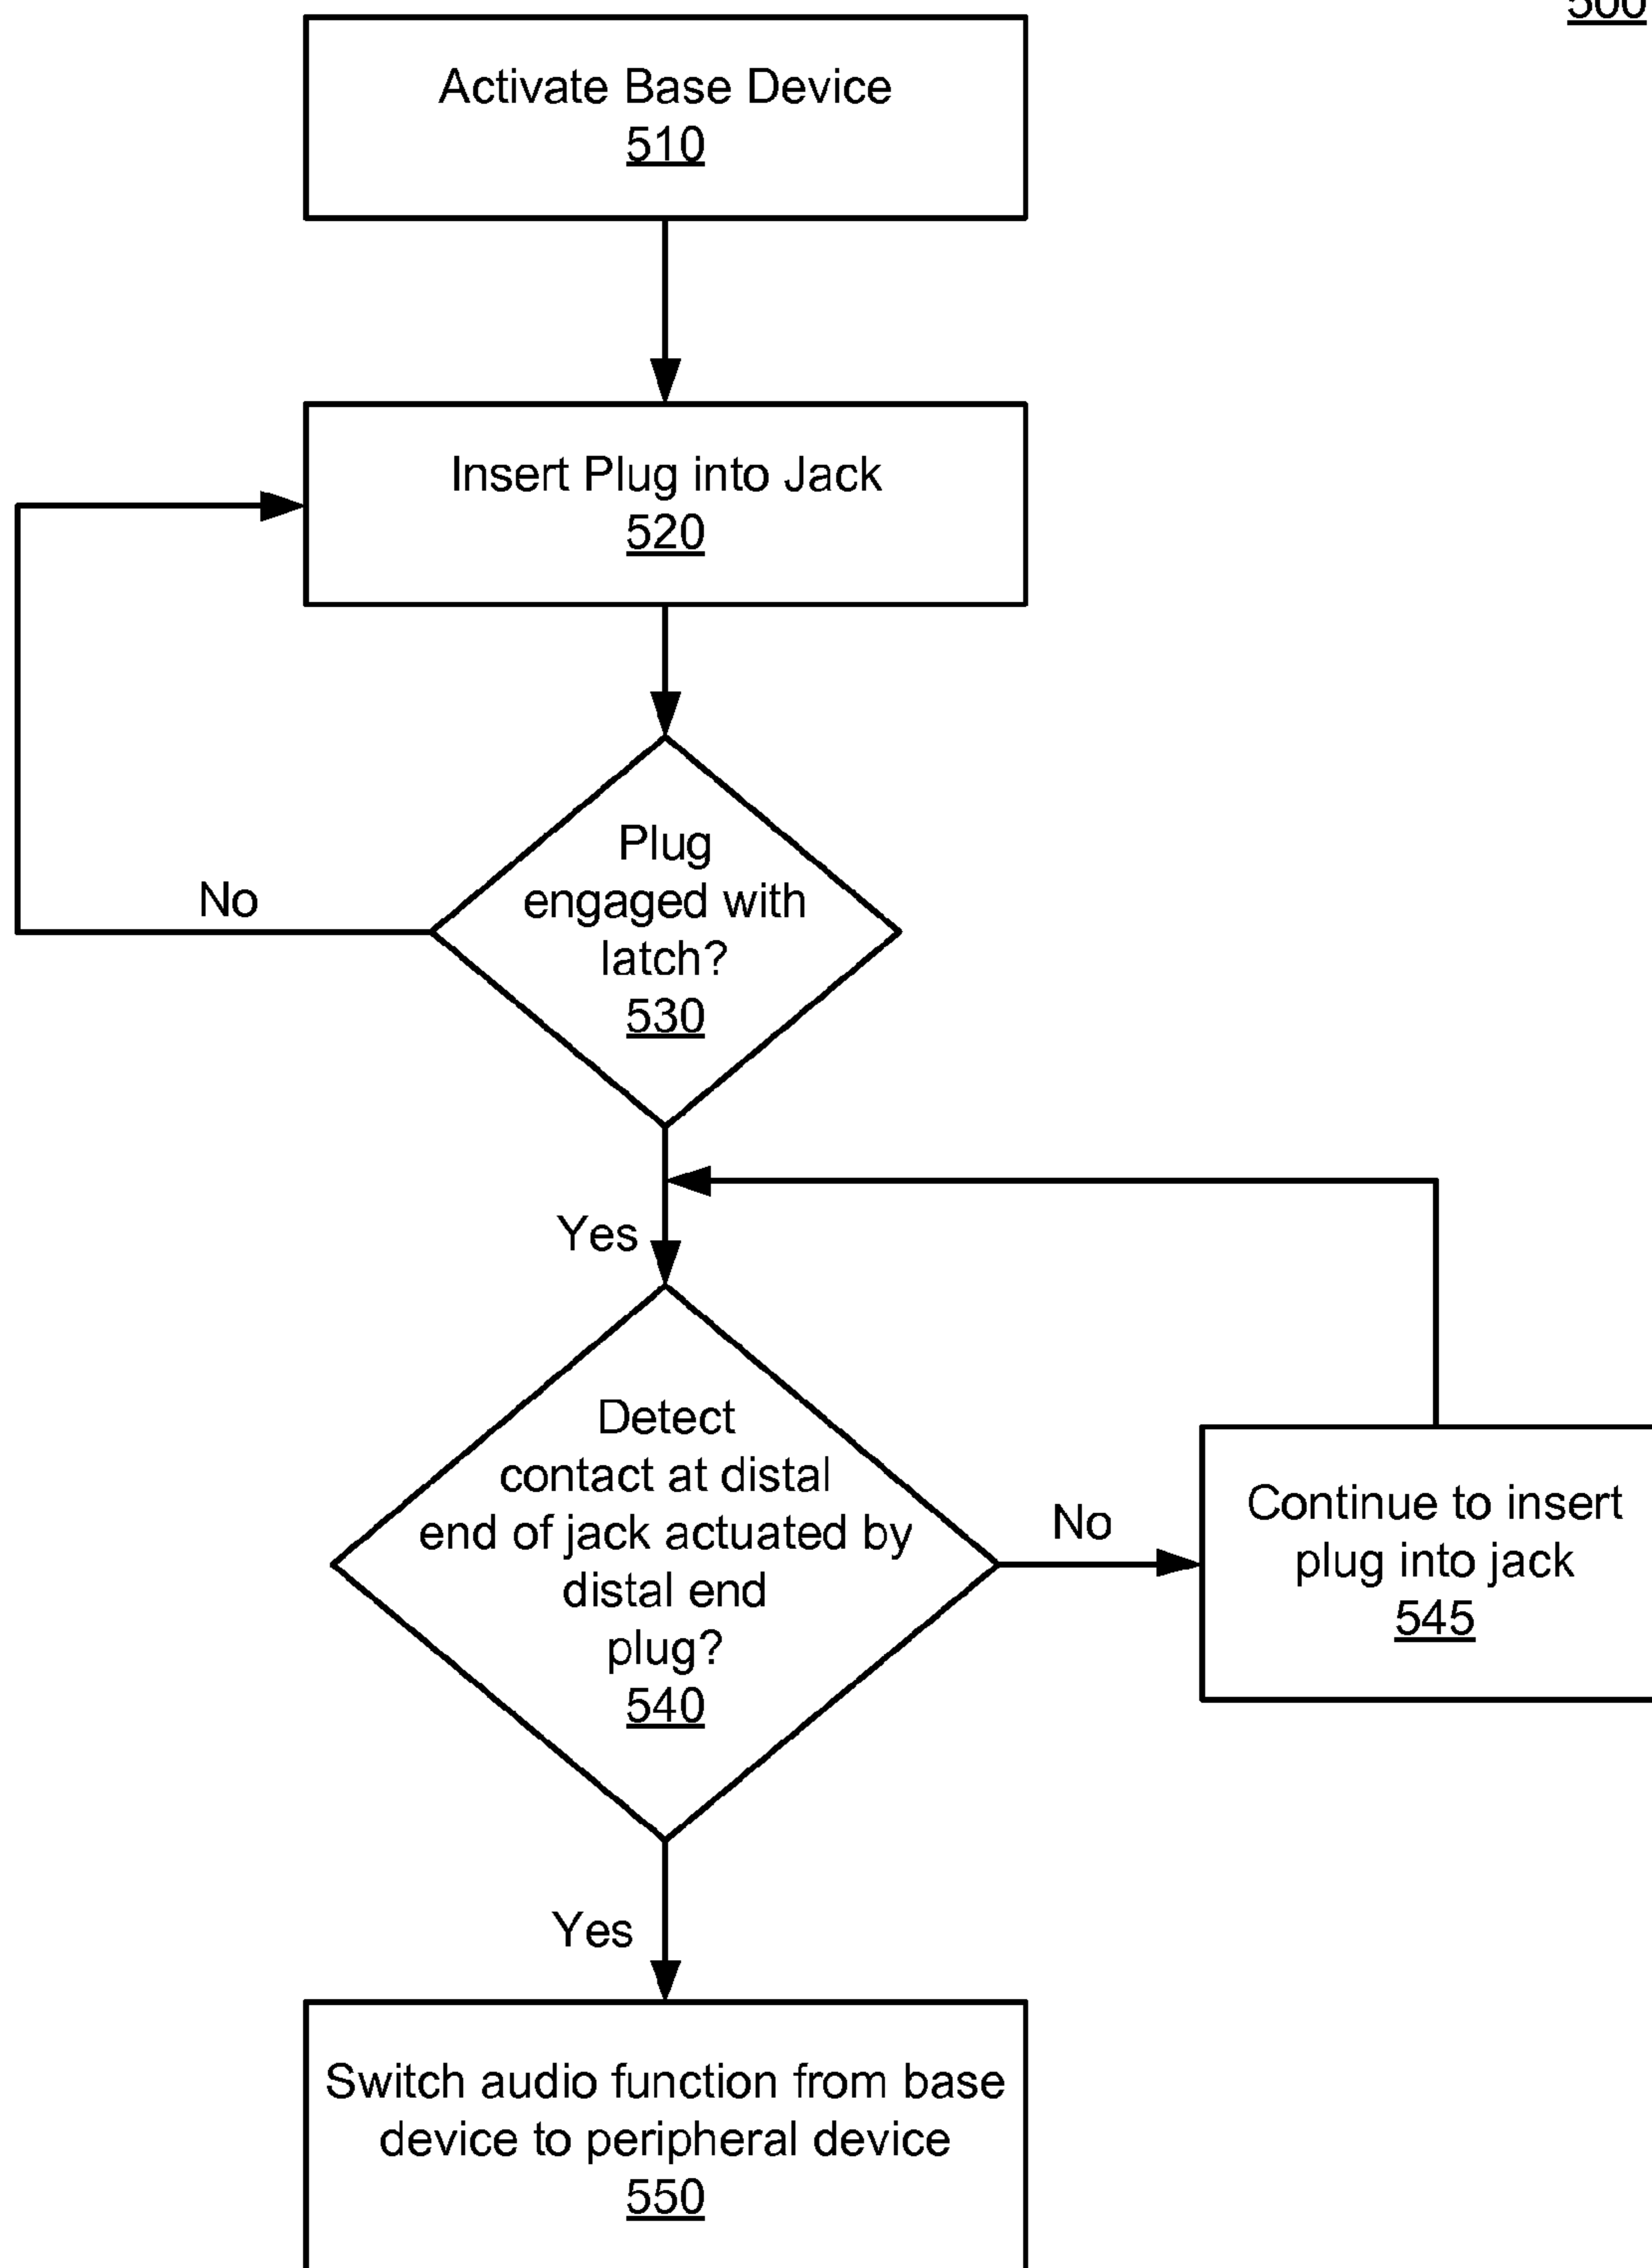 500
Activate Base Device
510
Insert Plug into Jack
520
Plug
engaged with
latch?
530
No
Yes
Detect
contact at distal
end of jack actuated by
distal end
plug?
540
No
Continue to insert
plug into jack
545
Yes
Switch audio function from base
device to peripheral device
550